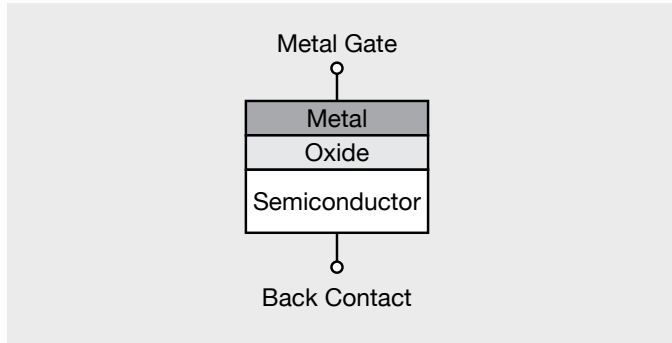 Metal Gate
Metal
Oxide
Semiconductor
Back Contact